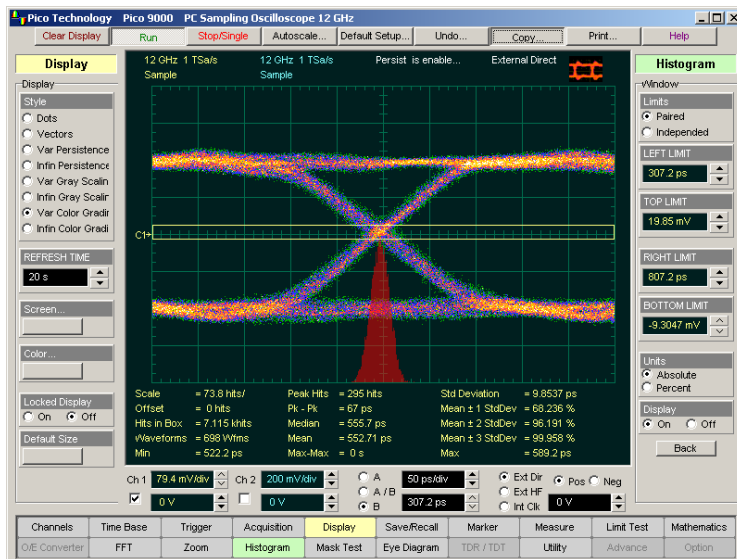 Pico Technology Pico 9000 PC Sampling Oscilloscope 12 GHz
Clear Display Run Stop/Single Autoscale... Default Setup... Undo... Copy... Print... Help
Display
Display
Style
Dots
Vectors
Var Persistence
Infin Persistence
Var Gray Scalin
Infin Gray Scalin
Var Color Gradir
Infin Color Gradi
REFRESH TIME
20 s
Screen...
Color...
Locked Display
On Off
Default Size
12 GHz 1 TSa/s 12 GHz 1 TSa/s Persist is enable... External Direct
Sample Sample
C1
Scale = 73.8 hits/ Peak Hits = 295 hits Std Deviation = 9.8537 ps
Offset = 0 hits Pk - Pk = 67 ps Mean ± 1 StdDev = 68.236 %
Hits in Box = 7.115 khits Median = 555.7 ps Mean ± 2 StdDev = 96.191 %
Waveforms = 698 Wfms Mean = 552.71 ps Mean ± 3 StdDev = 99.958 %
Min = 522.2 ps Max-Max = 0 s Max = 589.2 ps
Ch 1 79.4 mV/div Ch 2 200 mV/div A 50 ps/div Ext Dir Pos Neg
A / B Ext HF
0 V 0 V B 307.2 ps Int Clk 0 V
Histogram
Window
Limits
Paired
Independed
LEFT LIMIT
307.2 ps
TOP LIMIT
19.85 mV
RIGHT LIMIT
807.2 ps
BOTTOM LIMIT
-9.3047 mV
Units
Absolute
Percent
Display
On Off
Back
Channels Time Base Trigger Acquisition Display Save/Recall Marker Measure Limit Test Mathematics
O/E Converter FFT Zoom Histogram Mask Test Eye Diagram TDR / TDT Utility Advance Option